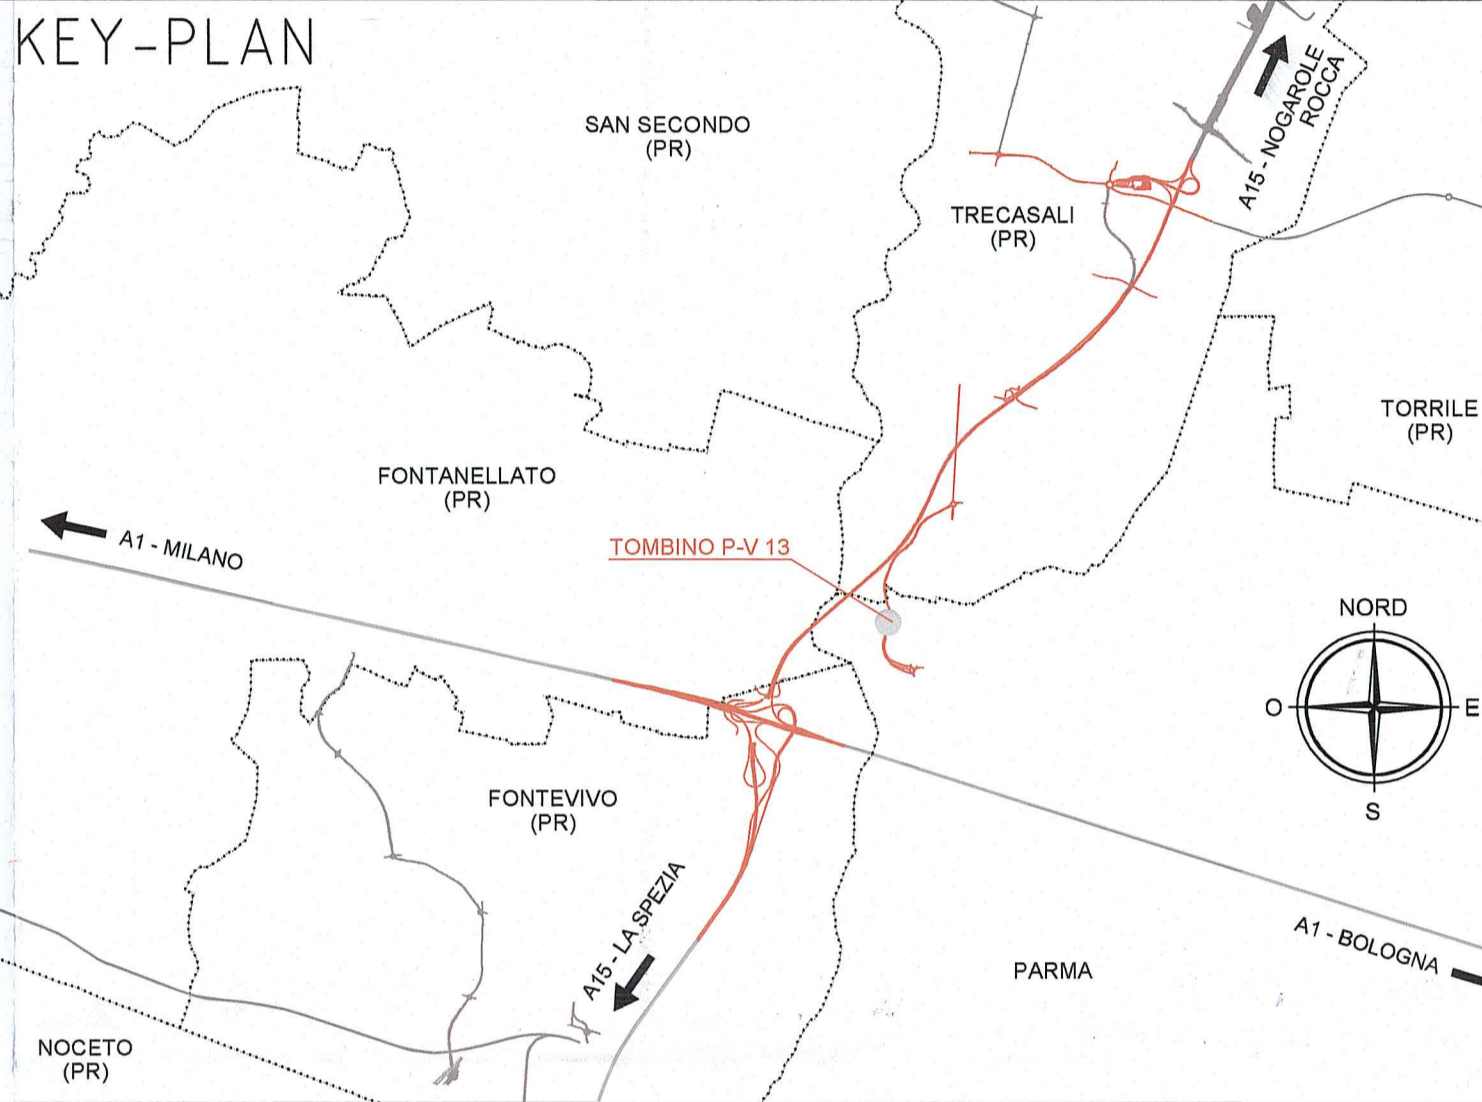 KEY-PLAN
SAN SECONDO
(PR)
A15 - NOGAROLE
ROCCA
TRECASALI
(PR)
TORRILE
(PR)
FONTANELLATO
(PR)
A1 - MILANO
TOMBINO P-V 13
NORD
O
E
S
FONTEVIVO
(PR)
A15 - LA SPEZIA
A1 - BOLOGNA
PARMA
NOCETO
(PR)